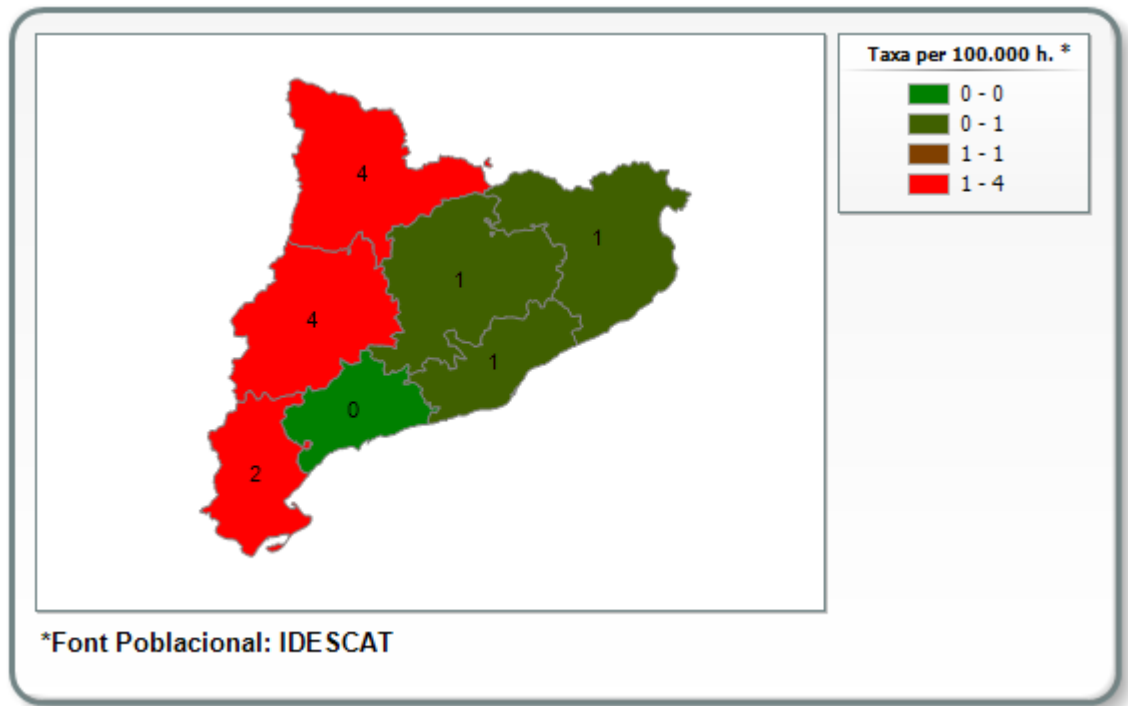 Taxa per 100.000 h. *
0 - 0
0 - 1
1 - 1
1 - 4
4
1
1
4
1
0
2
*Font Poblacional: IDESCAT